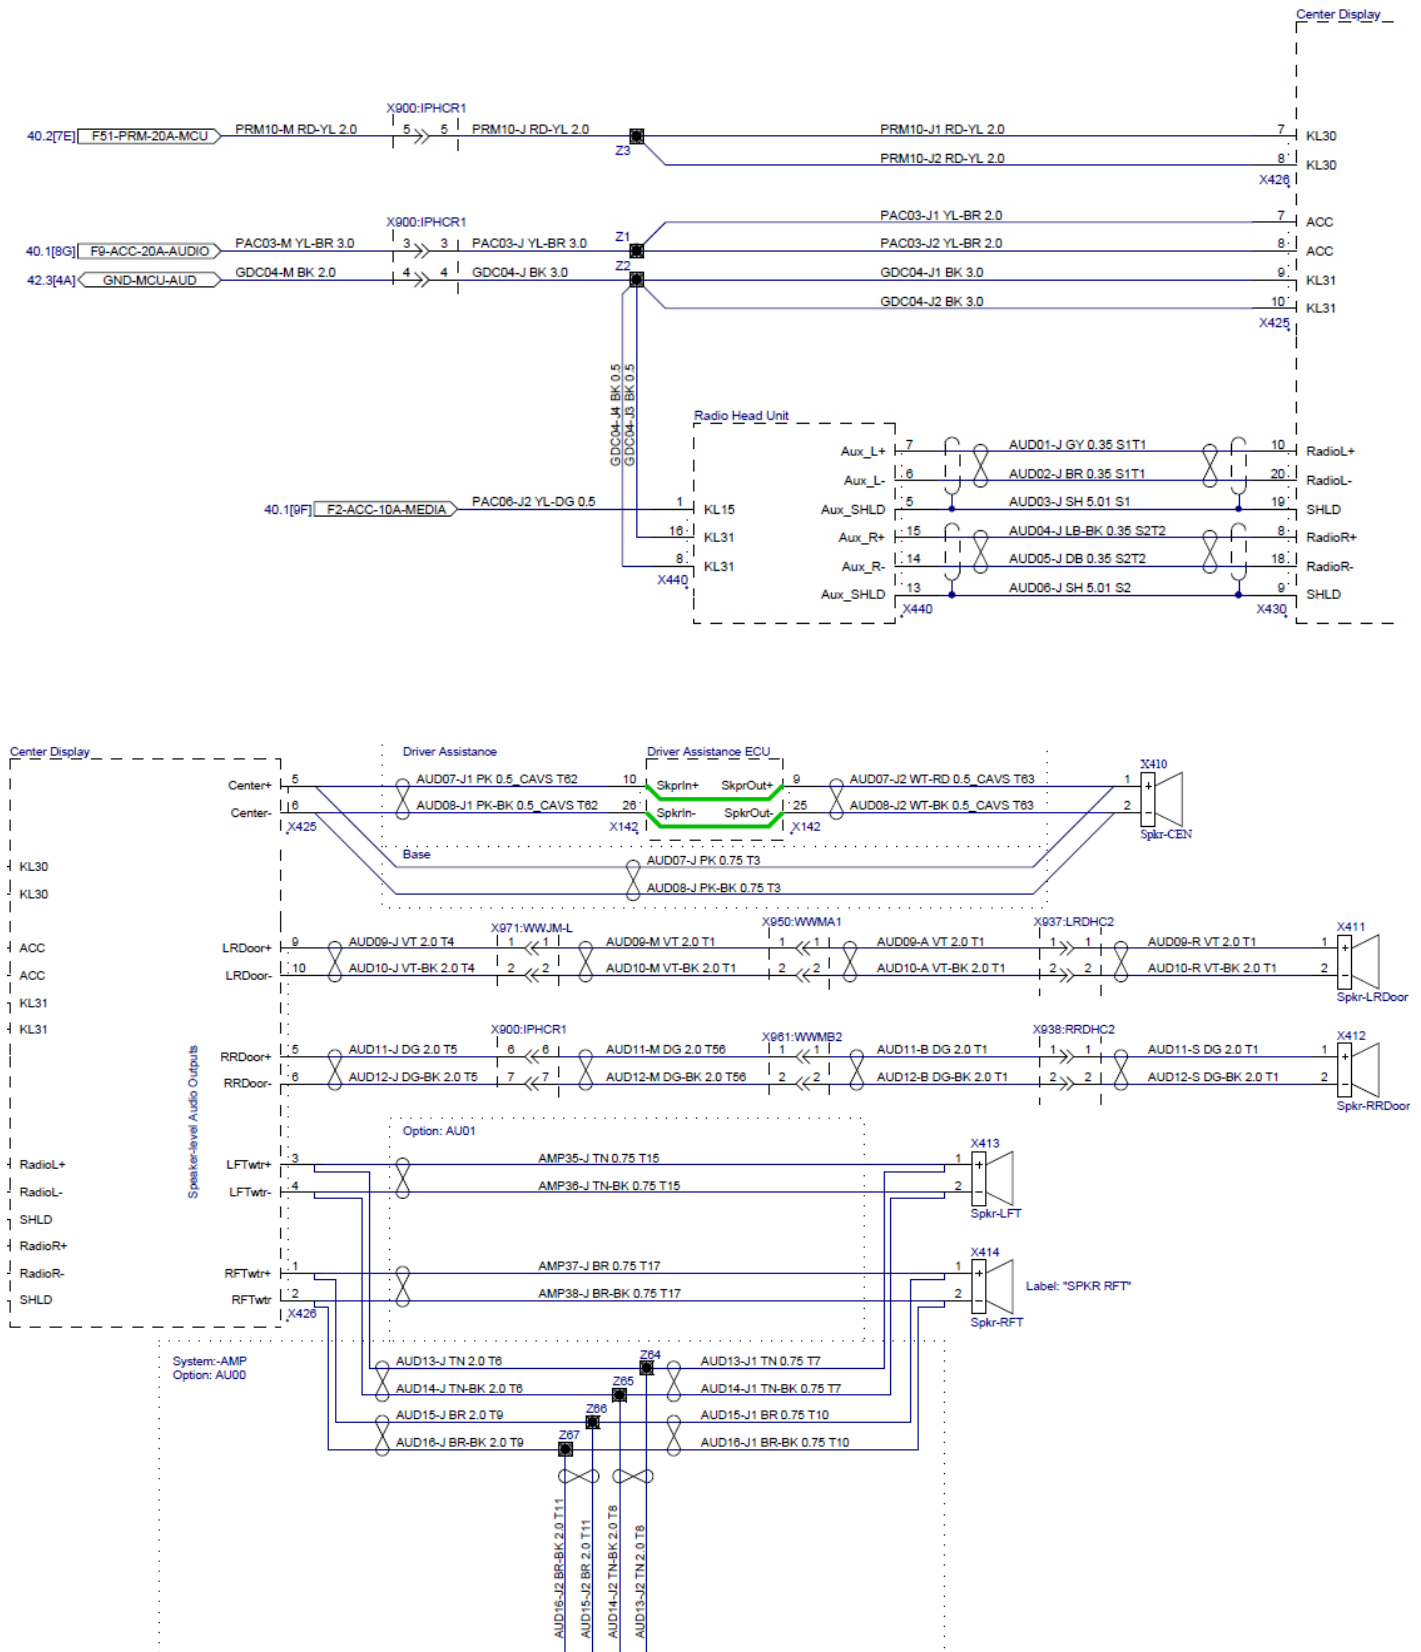 Center Display
X900:IPHCR1
40.2[7E] F51-PRM-20A-MCU PRM10-M RD-YL 2.0 5 5 PRM10-J RD-YL 2.0 Z3 PRM10-J1 RD-YL 2.0 7 KL30
PRM10-J2 RD-YL 2.0 8 KL30
X426
X900:IPHCR1
PAC03-J1 YL-BR 2.0 7 ACC
40.1[8G] F9-ACC-20A-AUDIO PAC03-M YL-BR 3.0 3 3 PAC03-J YL-BR 3.0 Z1 PAC03-J2 YL-BR 2.0 8 ACC
42.3[4A] GND-MCU-AUD GDC04-M BK 2.0 4 4 GDC04-J BK 3.0 Z2 GDC04-J1 BK 3.0 9 KL31
GDC04-J2 BK 3.0 10 KL31
X425
GDC04-J4 BK 0.5
GDC04-J3 BK 0.5
Radio Head Unit
Aux_L+ 7 AUD01-J GY 0.35 S1T1 10 RadioL+
Aux_L- 6 AUD02-J BR 0.35 S1T1 20 RadioL-
40.1[9F] F2-ACC-10A-MEDIA PAC06-J2 YL-DG 0.5 1 KL15 Aux_SHLD 5 AUD03-J SH 5.01 S1 19 SHLD
16 KL31 Aux_R+ 15 AUD04-J LB-BK 0.35 S2T2 8 RadioR+
8 KL31 Aux_R- 14 AUD05-J DB 0.35 S2T2 18 RadioR-
X440 Aux_SHLD 13 AUD06-J SH 5.01 S2 9 SHLD
X440 X430
Center Display Driver Assistance Driver Assistance ECU
X410
Center+ 5 AUD07-J1 PK 0.5_CAVS T62 10 SkprIn+ SkprOut+ 9 AUD07-J2 WT-RD 0.5_CAVS T63 1 +
Center- 6 AUD08-J1 PK-BK 0.5_CAVS T62 26 SpkrIn- SpkrOut- 25 AUD08-J2 WT-BK 0.5_CAVS T63 2 −
X425 X142 X142 Spkr-CEN
Base
KL30 AUD07-J PK 0.75 T3
KL30 AUD08-J PK-BK 0.75 T3
X971:WWJM-L X950:WWMA1 X937:LRDHC2 X411
ACC LRDoor+ 9 AUD09-J VT 2.0 T4 1 1 AUD09-M VT 2.0 T1 1 1 AUD09-A VT 2.0 T1 1 1 AUD09-R VT 2.0 T1 1 +
ACC LRDoor- 10 AUD10-J VT-BK 2.0 T4 2 2 AUD10-M VT-BK 2.0 T1 2 2 AUD10-A VT-BK 2.0 T1 2 2 AUD10-R VT-BK 2.0 T1 2 −
KL31 Spkr-LRDoor
KL31
X900:IPHCR1 X961:WWMB2 X938:RRDHC2 X412
RRDoor+ 5 AUD11-J DG 2.0 T5 6 6 AUD11-M DG 2.0 T56 1 1 AUD11-B DG 2.0 T1 1 1 AUD11-S DG 2.0 T1 1 +
RRDoor- 6 AUD12-J DG-BK 2.0 T5 7 7 AUD12-M DG-BK 2.0 T56 2 2 AUD12-B DG-BK 2.0 T1 2 2 AUD12-S DG-BK 2.0 T1 2 −
Spkr-RRDoor
Speaker-level Audio Outputs
Option: AU01
X413
RadioL+ LFTwtr+ 3 AMP35-J TN 0.75 T15 1 +
RadioL- LFTwtr- 4 AMP36-J TN-BK 0.75 T15 2 −
SHLD Spkr-LFT
RadioR+ X414
RadioR- RFTwtr+ 1 AMP37-J BR 0.75 T17 1 + Label: "SPKR RFT"
SHLD RFTwtr 2 AMP38-J BR-BK 0.75 T17 2 −
X426 Spkr-RFT
System:-AMP
Option: AU00
AUD13-J TN 2.0 T6 Z64 AUD13-J1 TN 0.75 T7
AUD14-J TN-BK 2.0 T6 Z65 AUD14-J1 TN-BK 0.75 T7
AUD15-J BR 2.0 T9 Z66 AUD15-J1 BR 0.75 T10
AUD16-J BR-BK 2.0 T9 Z67 AUD16-J1 BR-BK 0.75 T10
AUD16-J2 BR-BK 2.0 T11
AUD15-J2 BR 2.0 T11
AUD14-J2 TN-BK 2.0 T8
AUD13-J2 TN 2.0 T8